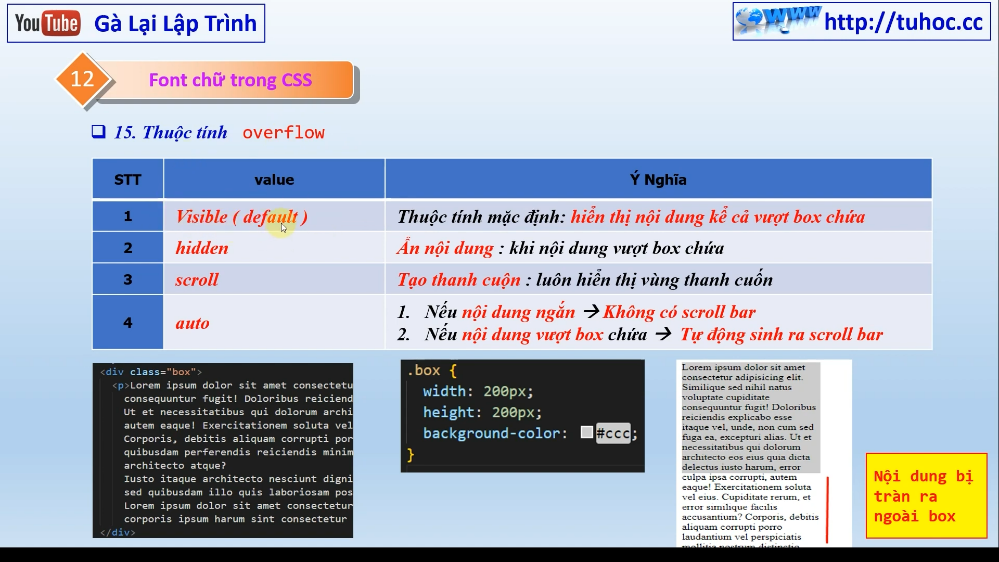 YouTube Gà Lại Lập Trình
www http://tuhoc.cc
12 Font chữ trong CSS
15. Thuộc tính overflow
STT value Ý Nghĩa
1 Visible ( default ) Thuộc tính mặc định: hiển thị nội dung kể cả vượt box chứa
2 hidden Ẩn nội dung : khi nội dung vượt box chứa
3 scroll Tạo thanh cuộn : luôn hiển thị vùng thanh cuốn
4 auto
1. Nếu nội dung ngắn → Không có scroll bar
2. Nếu nội dung vượt box chứa → Tự động sinh ra scroll bar
<div class="box">
<p>Lorem ipsum dolor sit amet consectetu
consequuntur fugit! Doloribus reiciend
Ut et necessitatibus qui dolorum archi
autem eaque! Exercitationem soluta vel
Corporis, debitis aliquam corrupti por
quibusdam perferendis reiciendis minim
architecto atque?
Iusto itaque architecto nesciunt digni
sed quibusdam illo quis laboriosam pos
Lorem ipsum dolor sit amet consectetur
corporis ipsum harum sint consectetur
</div>
.box {
width: 200px;
height: 200px;
background-color: #ccc;
}
Lorem ipsum dolor sit amet
consectetur adipisicing elit.
Similique sed nihil natus
voluptate cupiditate
consequuntur fugit! Doloribus
reiciendis explicabo esse
itaque vel, unde, non cum sed
fuga ea, excepturi alias. Ut et
necessitatibus qui dolorum
architecto eos eius quia dicta
delectus iusto harum, error
culpa ipsa corrupti, autem
eaque! Exercitationem soluta
vel eius. Cupiditate rerum, et
error similique facilis
accusantium? Corporis, debitis
aliquam corrupti porro
laudantium vel perspiciatis
mollitia nostrum distinctio
Nội dung bị
tràn ra
ngoài box